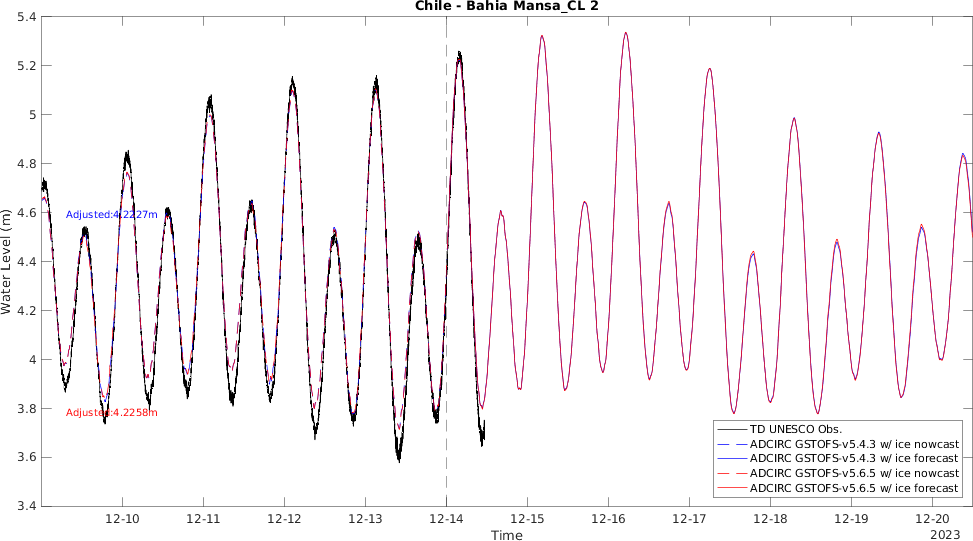 Chile - Bahia Mansa_CL 2
5.4
5.2
5
4.8
4.6
4.4
4.2
4
3.8
3.6
3.4
Water Level (m)
Adjusted:4.2227m
Adjusted:4.2258m
TD UNESCO Obs.
ADCIRC GSTOFS-v5.4.3 w/ ice nowcast
ADCIRC GSTOFS-v5.4.3 w/ ice forecast
ADCIRC GSTOFS-v5.6.5 w/ ice nowcast
ADCIRC GSTOFS-v5.6.5 w/ ice forecast
12-10 12-11 12-12 12-13 12-14 12-15 12-16 12-17 12-18 12-19 12-20
2023
Time